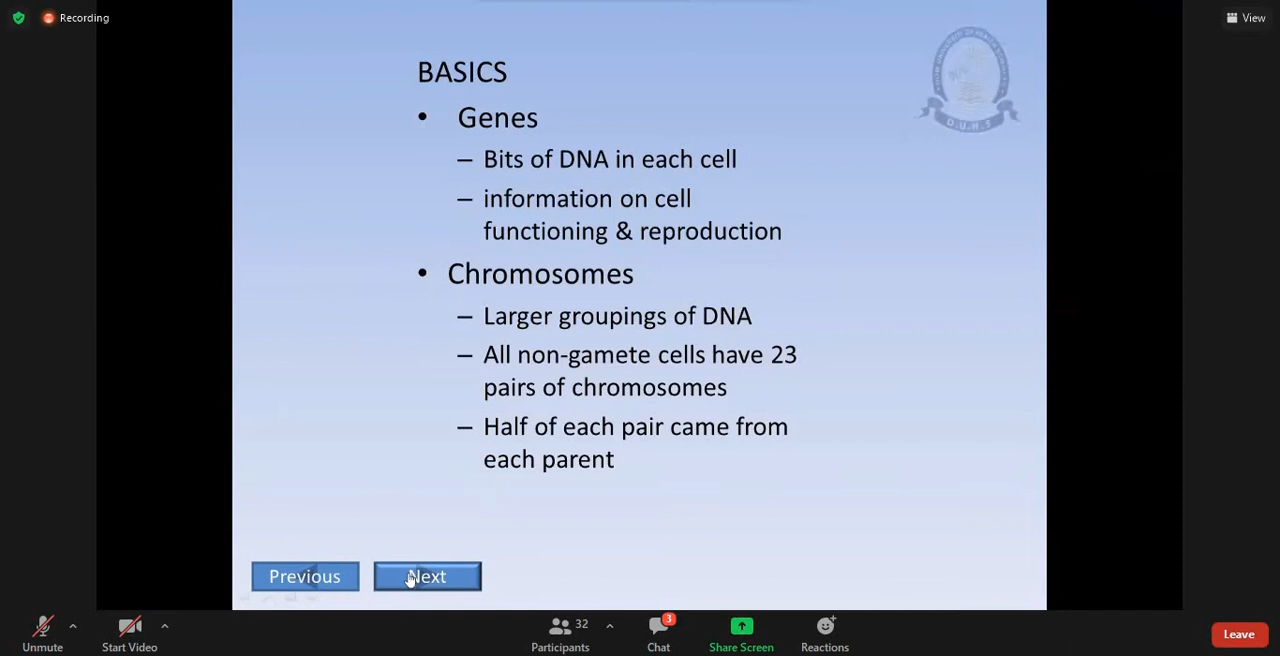 Recording
View
BASICS
• Genes
– Bits of DNA in each cell
– information on cell
functioning & reproduction
• Chromosomes
– Larger groupings of DNA
– All non-gamete cells have 23
pairs of chromosomes
– Half of each pair came from
each parent
D.U.H.S
Previous
Next
Unmute
Start Video
32
Participants
3
Chat
Share Screen
Reactions
Leave